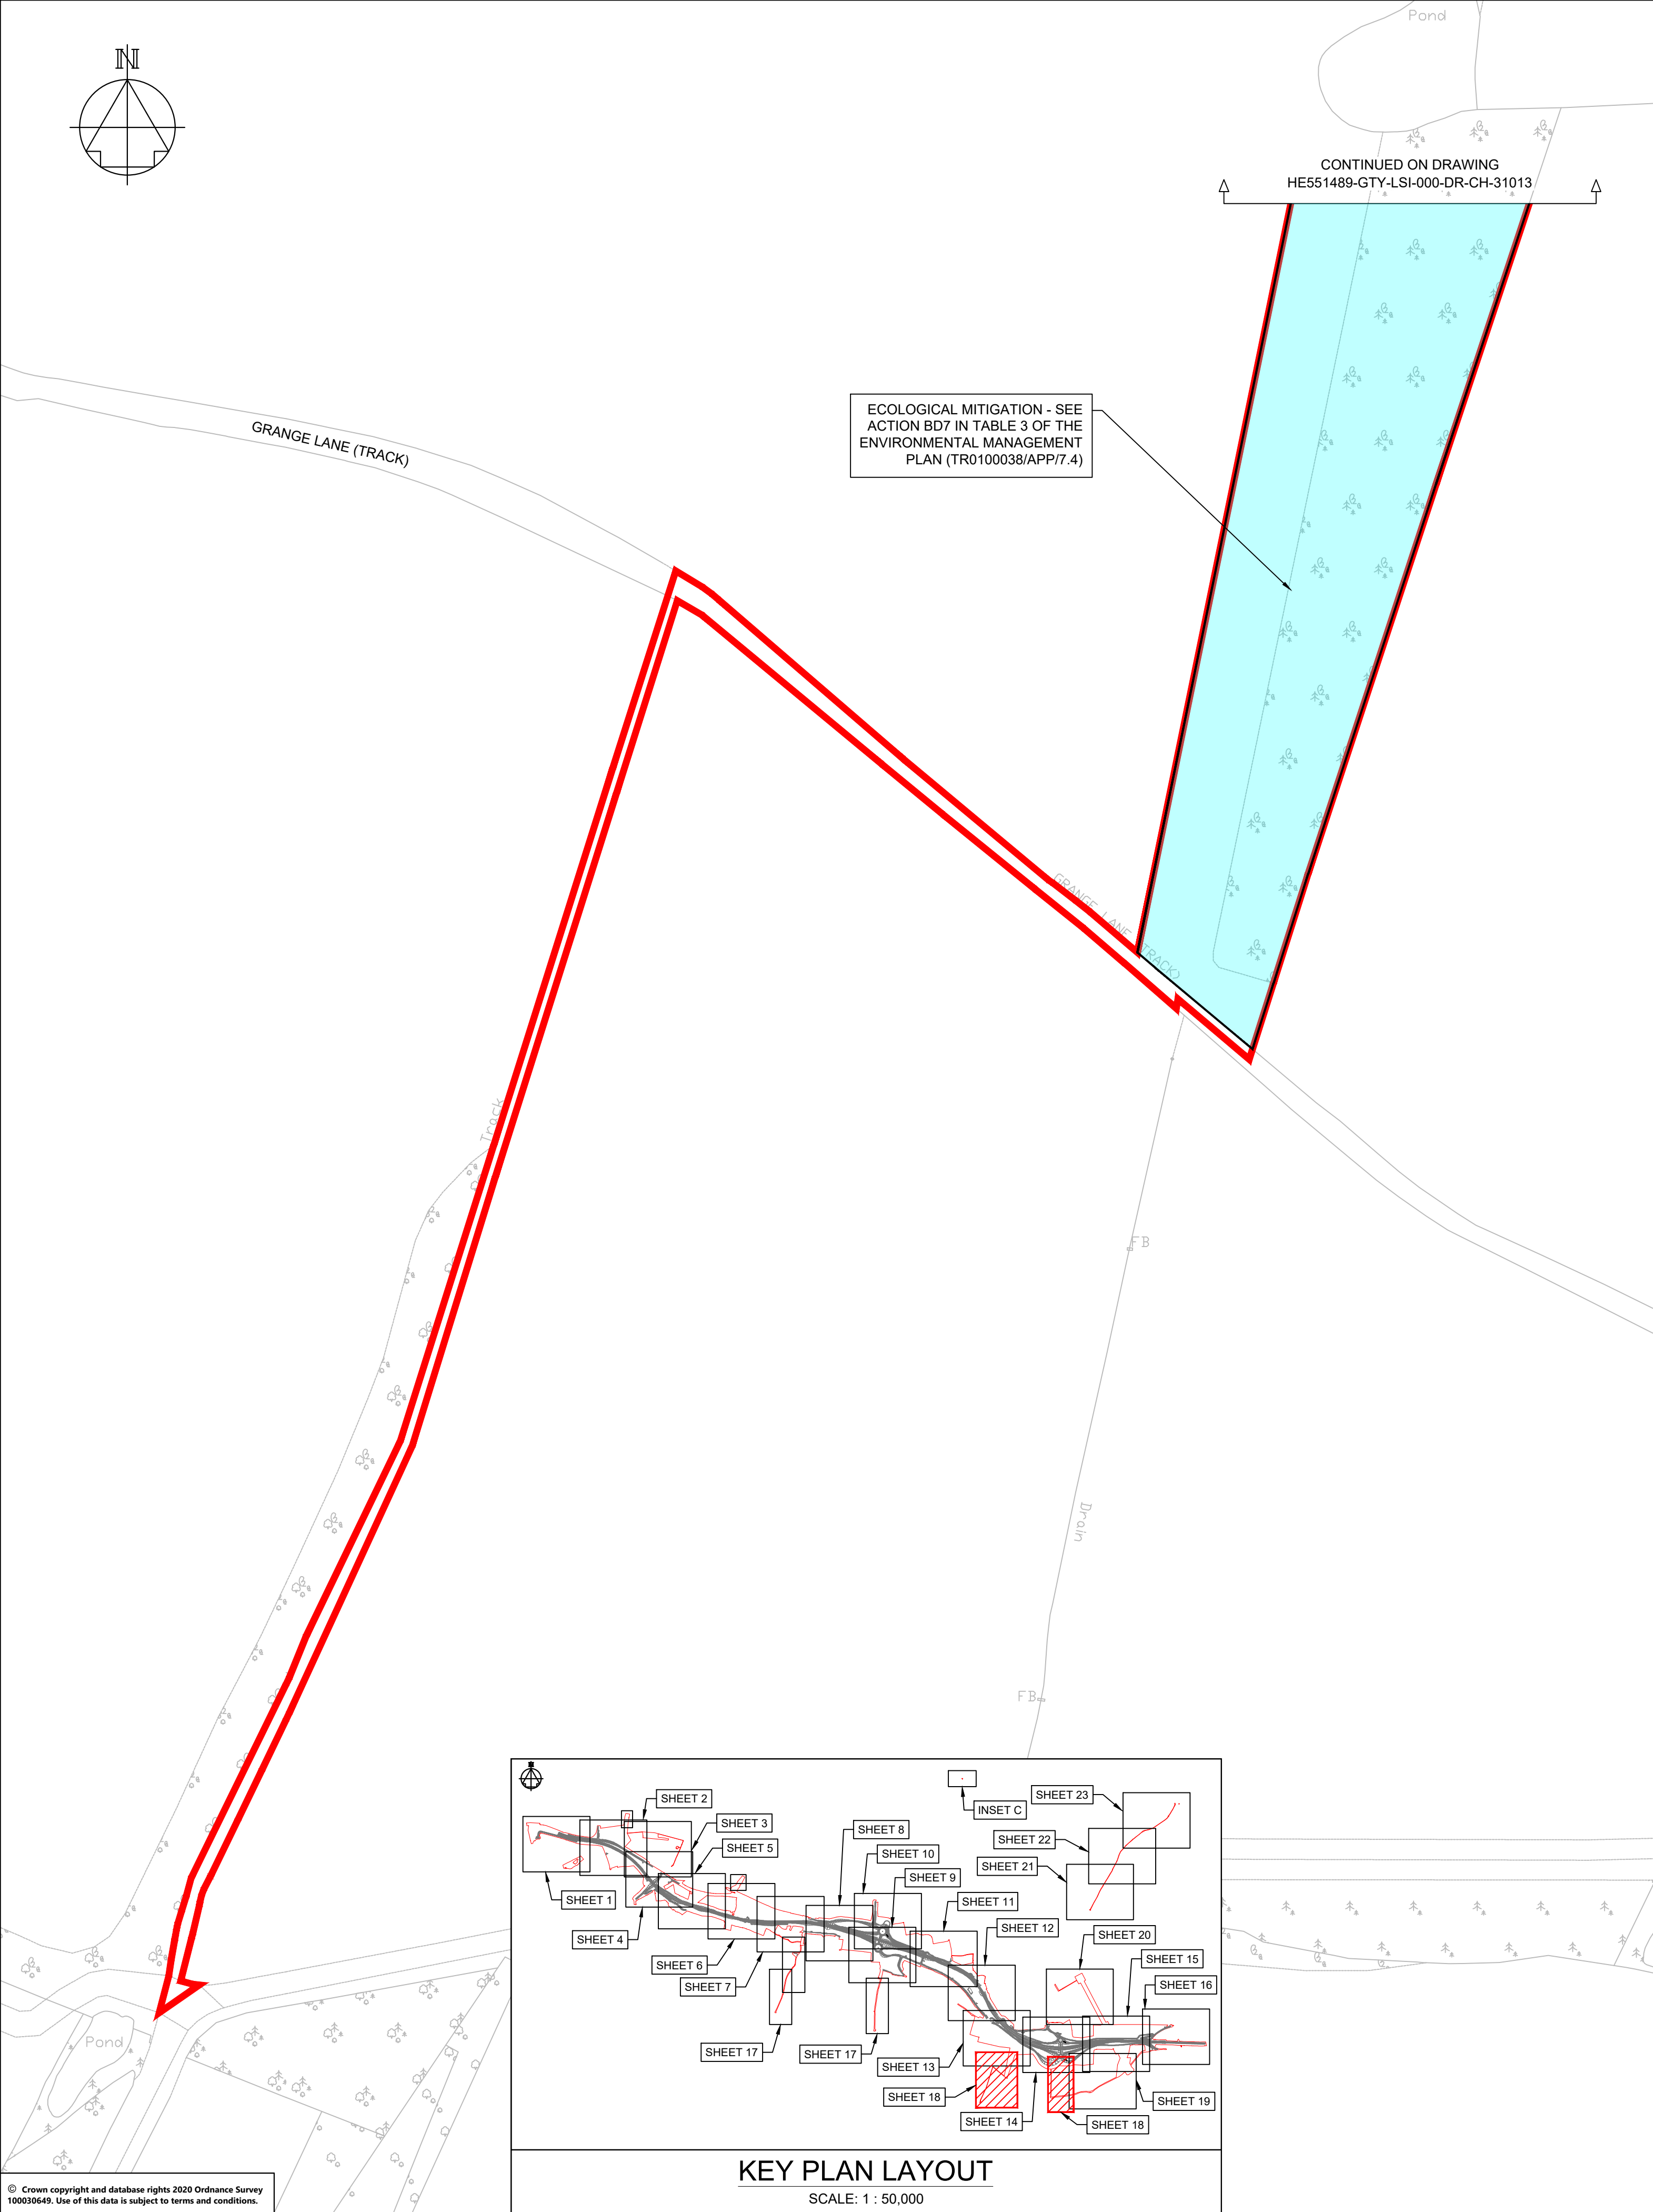 Pond
N
CONTINUED ON DRAWING
HE551489-GTY-LSI-000-DR-CH-31013
ECOLOGICAL MITIGATION - SEE
ACTION BD7 IN TABLE 3 OF THE
ENVIRONMENTAL MANAGEMENT
PLAN (TR0100038/APP/7.4)
GRANGE LANE (TRACK)
GRANGE LANE (TRACK)
Track
FB
Drain
FB
SHEET 2
SHEET 3
SHEET 5
SHEET 1
SHEET 4
SHEET 6
SHEET 7
SHEET 17
SHEET 8
SHEET 10
SHEET 9
SHEET 11
SHEET 12
INSET C
SHEET 23
SHEET 22
SHEET 21
SHEET 20
SHEET 15
SHEET 16
SHEET 17
SHEET 13
SHEET 18
SHEET 14
SHEET 18
SHEET 19
KEY PLAN LAYOUT
SCALE: 1 : 50,000
Pond
© Crown copyright and database rights 2020 Ordnance Survey
100030649. Use of this data is subject to terms and conditions.